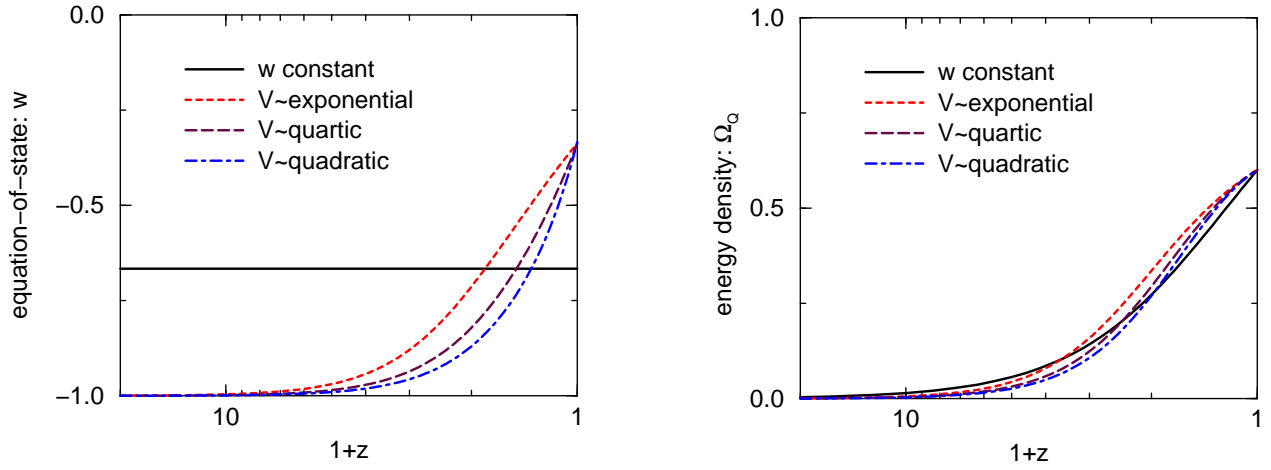 equation−of−state: w
0.0
−0.5
−1.0
w constant
V~exponential
V~quartic
V~quadratic
10
1
1+z
energy density: Ω_Q
1.0
0.5
0.0
w constant
V~exponential
V~quartic
V~quadratic
10
1
1+z